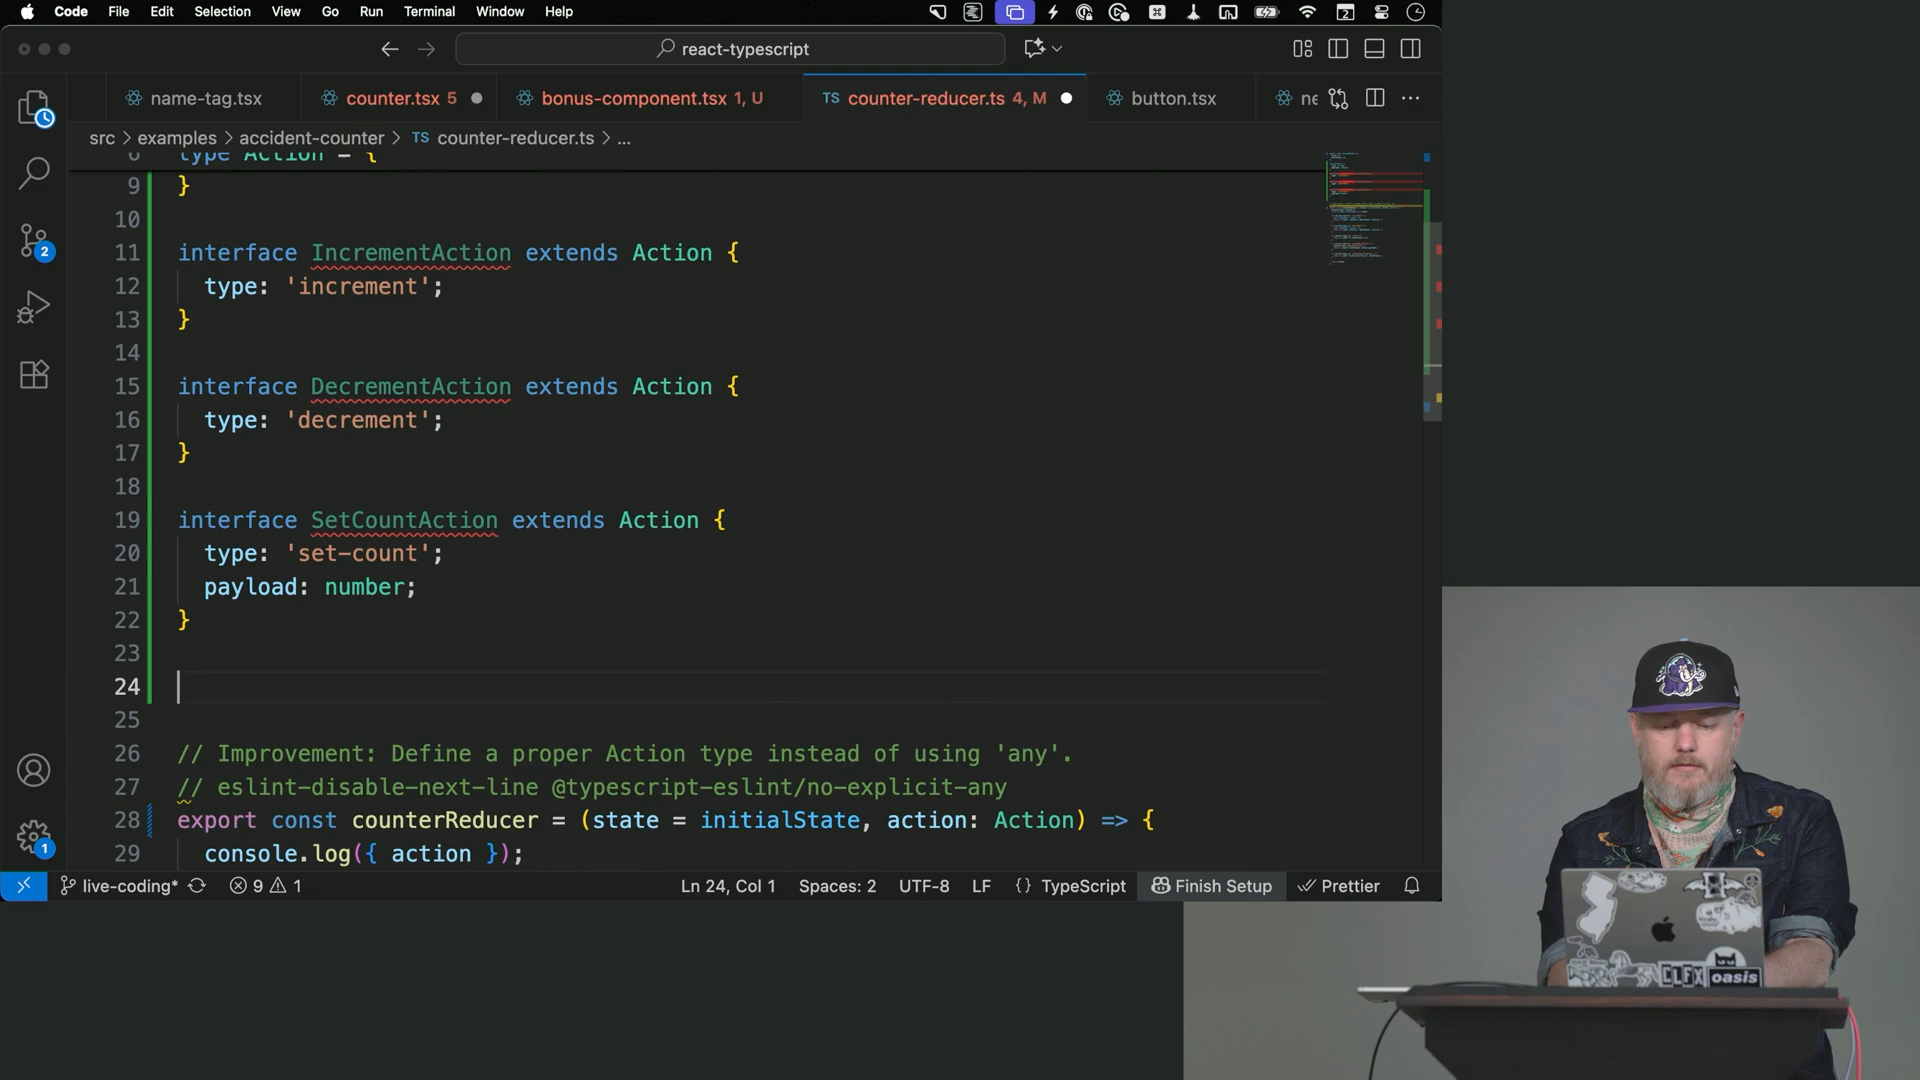 Code File Edit Selection View Go Run Terminal Window Help
2
react-typescript
name-tag.tsx counter.tsx 5 bonus-component.tsx 1, U TS counter-reducer.ts 4, M button.tsx ne
src > examples > accident-counter > TS counter-reducer.ts > ...
type Action = {
9 }
10
11 interface IncrementAction extends Action {
12 type: 'increment';
13 }
14
15 interface DecrementAction extends Action {
16 type: 'decrement';
17 }
18
19 interface SetCountAction extends Action {
20 type: 'set-count';
21 payload: number;
22 }
23
24
25
26 // Improvement: Define a proper Action type instead of using 'any'.
27 // eslint-disable-next-line @typescript-eslint/no-explicit-any
28 export const counterReducer = (state = initialState, action: Action) => {
29 console.log({ action });
2
1
live-coding* 9 1 Ln 24, Col 1 Spaces: 2 UTF-8 LF {} TypeScript Finish Setup Prettier
CLFX oasis